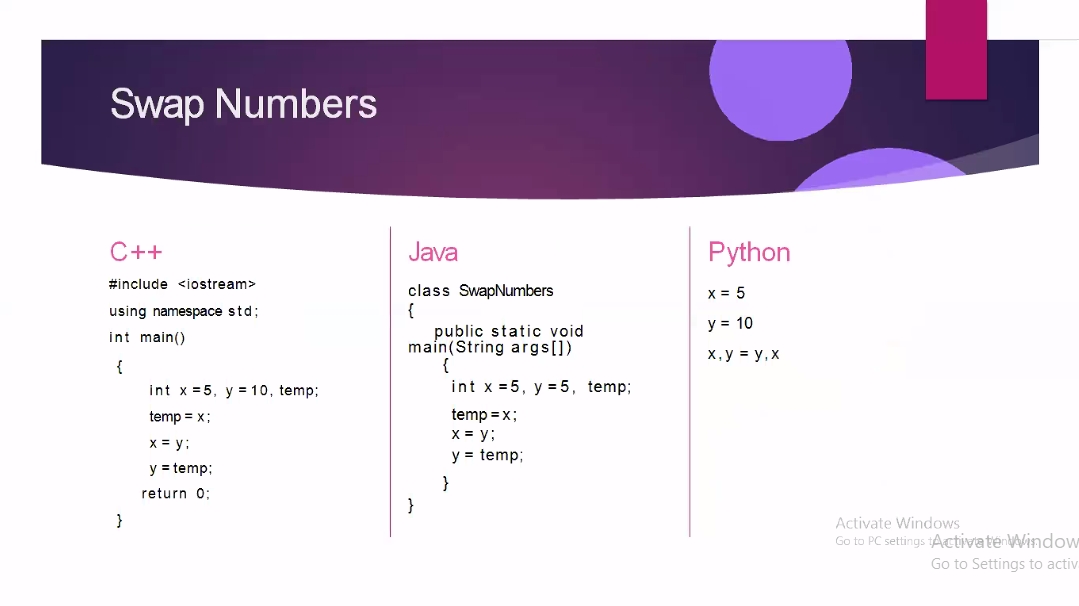 Swap Numbers
C++
#include <iostream>
using namespace std;
int main()
{
int x =5, y =10, temp;
temp = x;
x = y;
y = temp;
return 0;
}
Java
class SwapNumbers
{
public static void
main(String args[])
{
int x =5, y =5, temp;
temp = x;
x = y;
y = temp;
}
}
Python
x = 5
y = 10
x,y = y,x
Activate Windows
Go to PC settings to activate Windows.
Activate Window
Go to Settings to activ